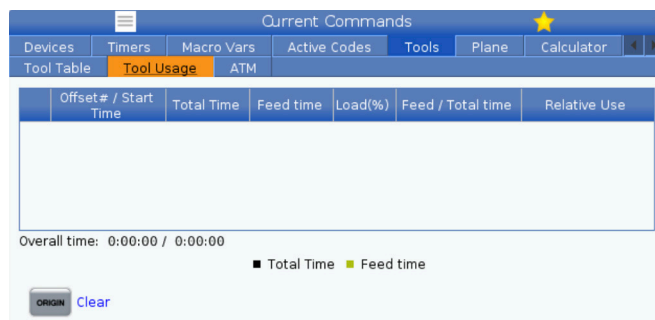 Current Commands
Devices Timers Macro Vars Active Codes Tools Plane Calculator
Tool Table Tool Usage ATM
Offset# / Start Time Total Time Feed time Load(%) Feed / Total time Relative Use
Overall time: 0:00:00 / 0:00:00
Total Time Feed time
ORIGIN Clear